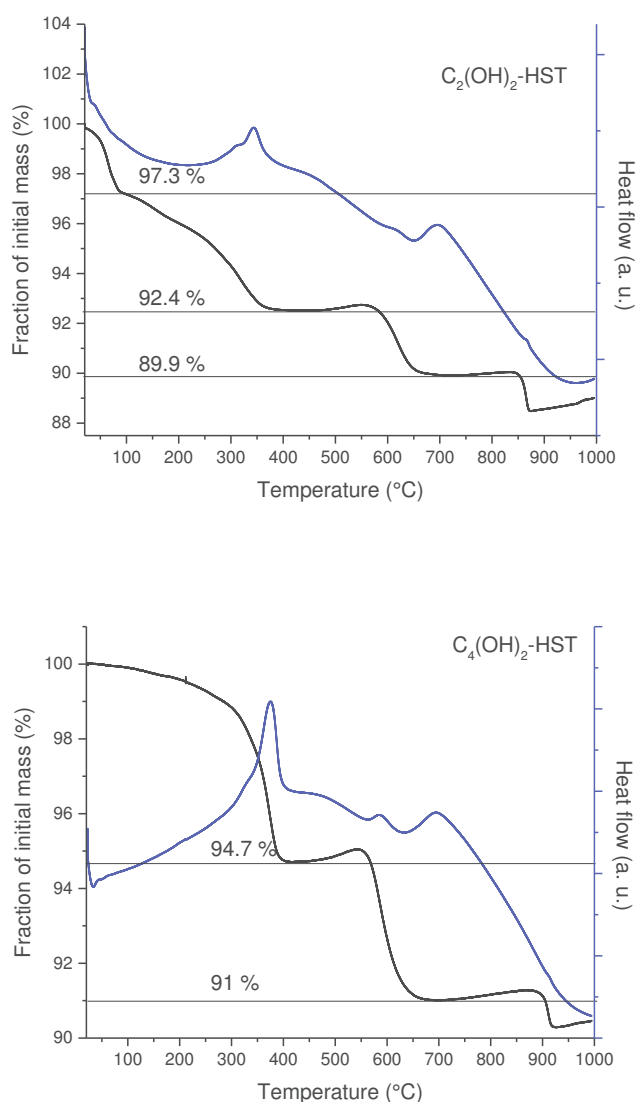 C₂(OH)₂-HST
104
102
100
98
96
94
92
90
88
97.3 %
92.4 %
89.9 %
Fraction of initial mass (%)
Heat flow (a. u.)
100 200 300 400 500 600 700 800 900 1000
Temperature (°C)
C₄(OH)₂-HST
100
98
96
94
92
90
94.7 %
91 %
Fraction of initial mass (%)
Heat flow (a. u.)
100 200 300 400 500 600 700 800 900 1000
Temperature (°C)